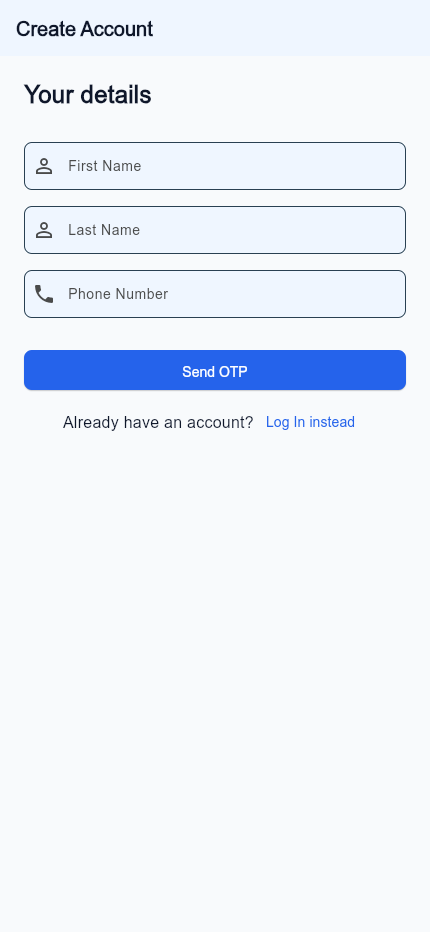 Create Account
Your details
First Name
Last Name
Phone Number
Send OTP
Already have an account? Log In instead